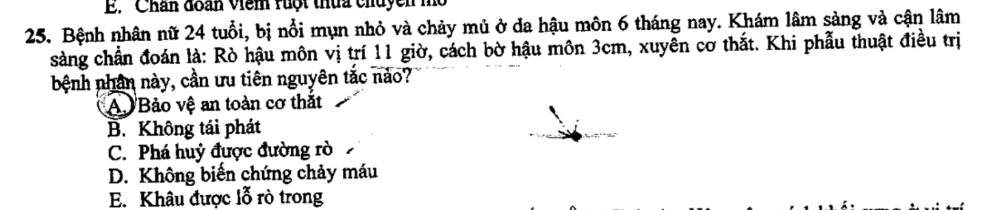 E. Chẩn đoán viêm ruột thừa chuyển mổ
25. Bệnh nhân nữ 24 tuổi, bị nổi mụn nhỏ và chảy mủ ở da hậu môn 6 tháng nay. Khám lâm sàng và cận lâm
sàng chẩn đoán là: Rò hậu môn vị trí 11 giờ, cách bờ hậu môn 3cm, xuyên cơ thắt. Khi phẫu thuật điều trị
bệnh nhân này, cần ưu tiên nguyên tắc nào?
A. Bảo vệ an toàn cơ thắt
B. Không tái phát
C. Phá huỷ được đường rò
D. Không biến chứng chảy máu
E. Khâu được lỗ rò trong